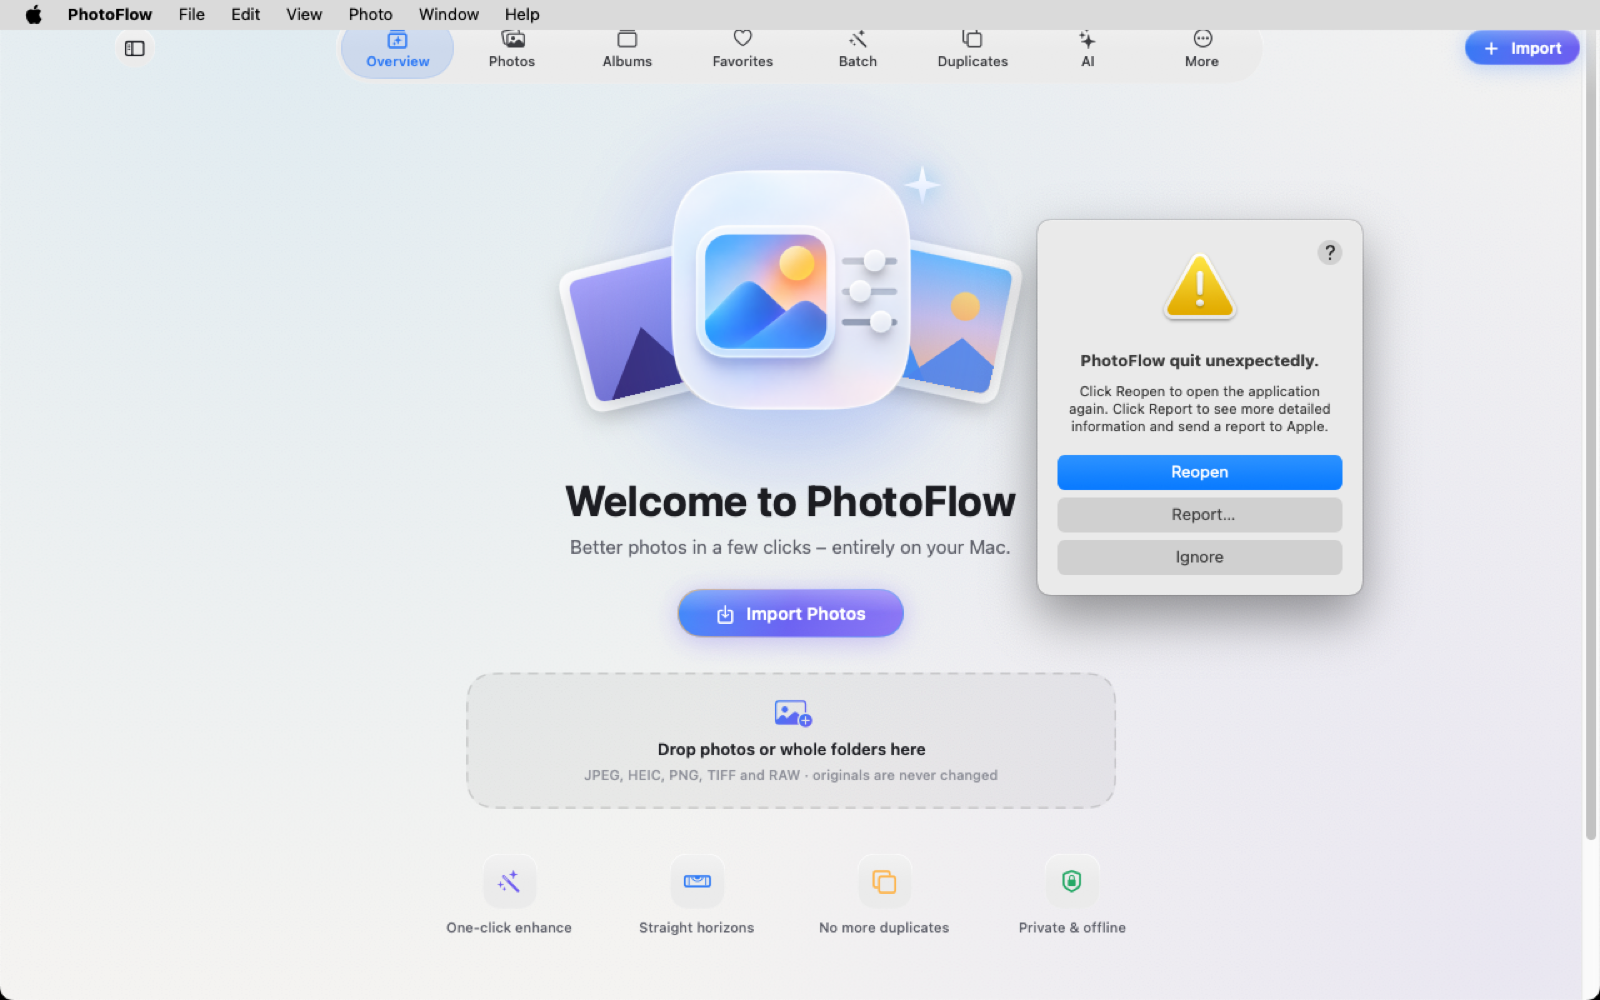 PhotoFlow File Edit View Photo Window Help
Overview Photos Albums Favorites Batch Duplicates AI More
+ Import
?
PhotoFlow quit unexpectedly.
Click Reopen to open the application
again. Click Report to see more detailed
information and send a report to Apple.
Reopen
Report...
Ignore
Welcome to PhotoFlow
Better photos in a few clicks – entirely on your Mac.
Import Photos
Drop photos or whole folders here
JPEG, HEIC, PNG, TIFF and RAW · originals are never changed
One-click enhance Straight horizons No more duplicates Private & offline